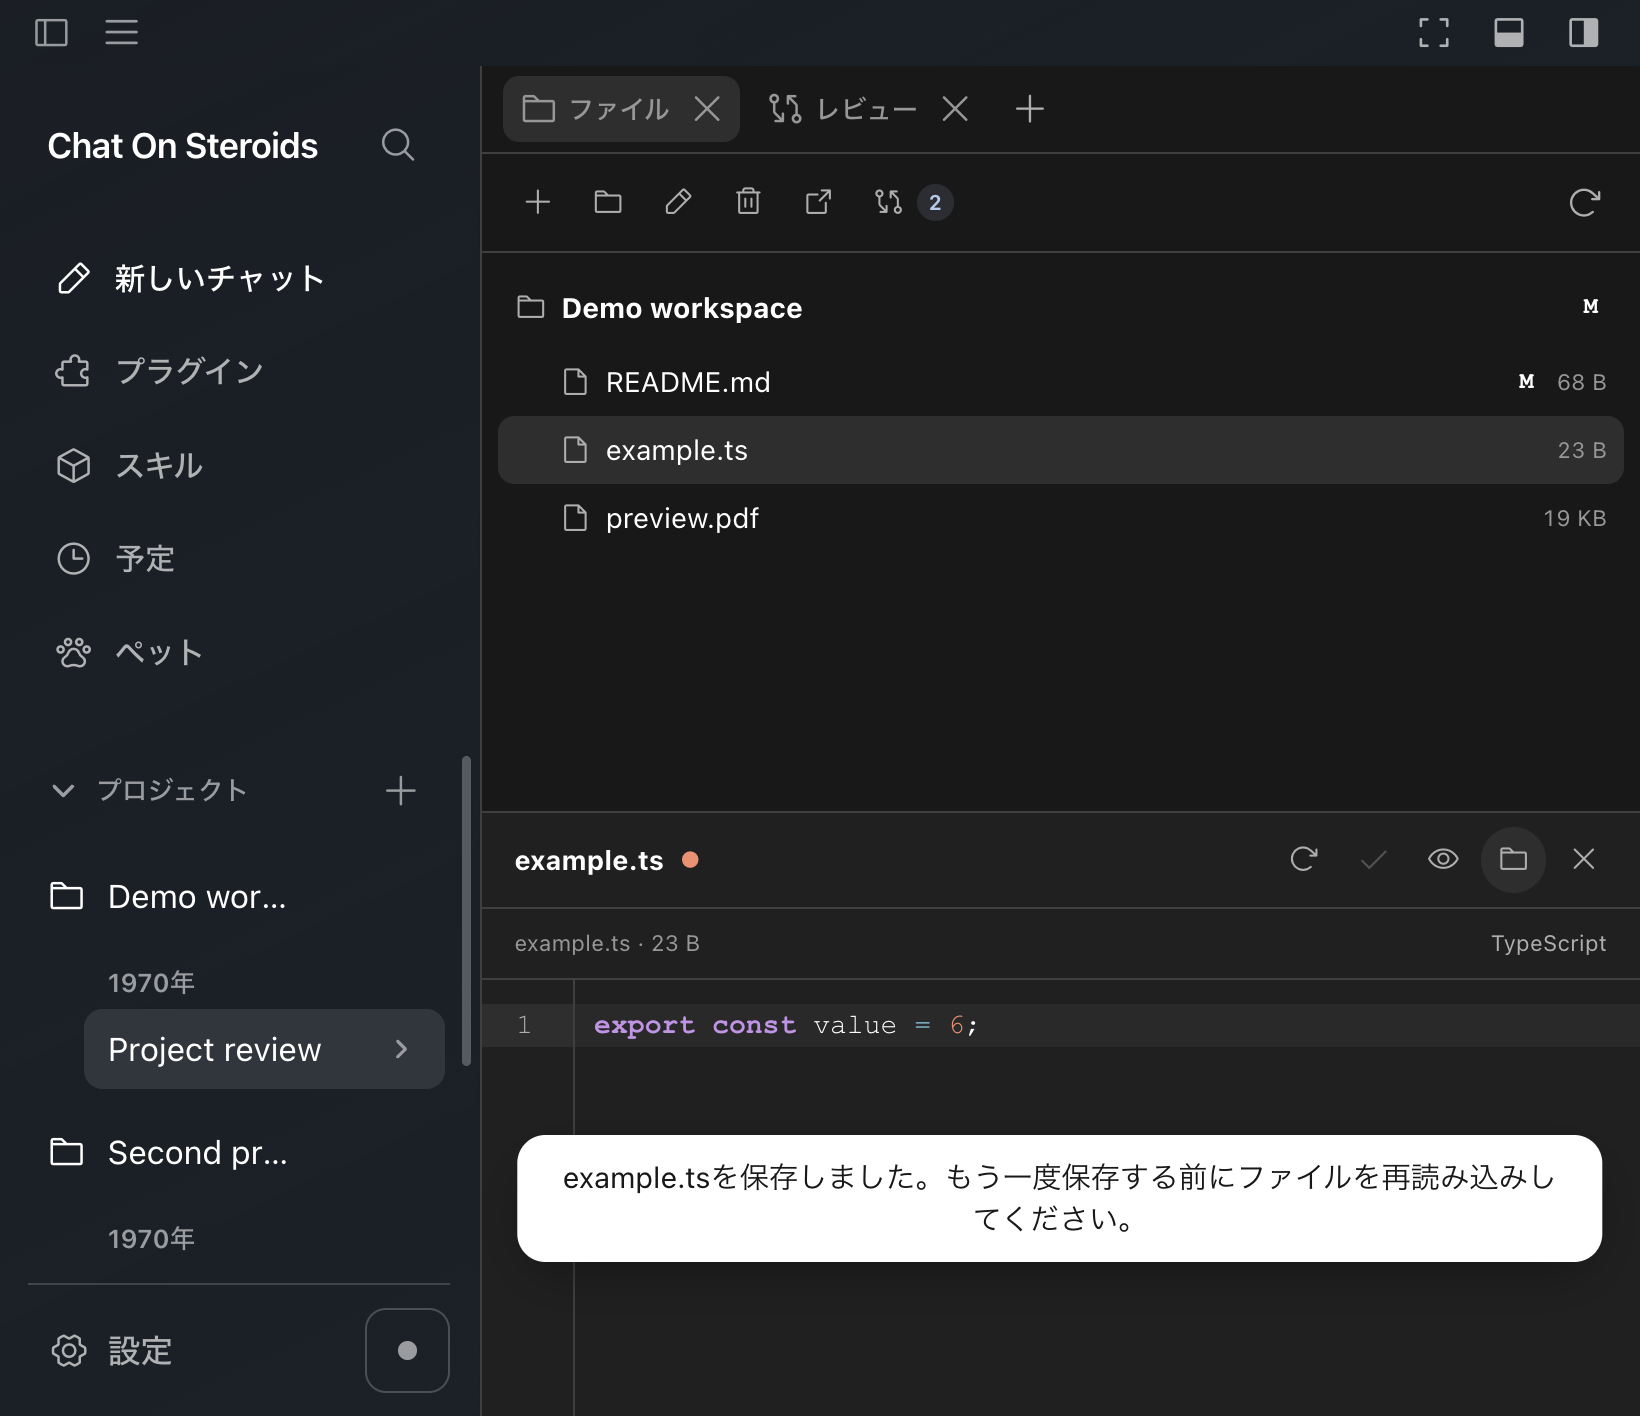 Chat On Steroids
新しいチャット
プラグイン
スキル
予定
ペット
プロジェクト
Demo wor...
1970年
Project review
Second pr...
1970年
設定
ファイル
レビュー
2
Demo workspace M
README.md M 68 B
example.ts 23 B
preview.pdf 19 KB
example.ts
example.ts · 23 B TypeScript
1 export const value = 6;
example.tsを保存しました。もう一度保存する前にファイルを再読み込みし
てください。